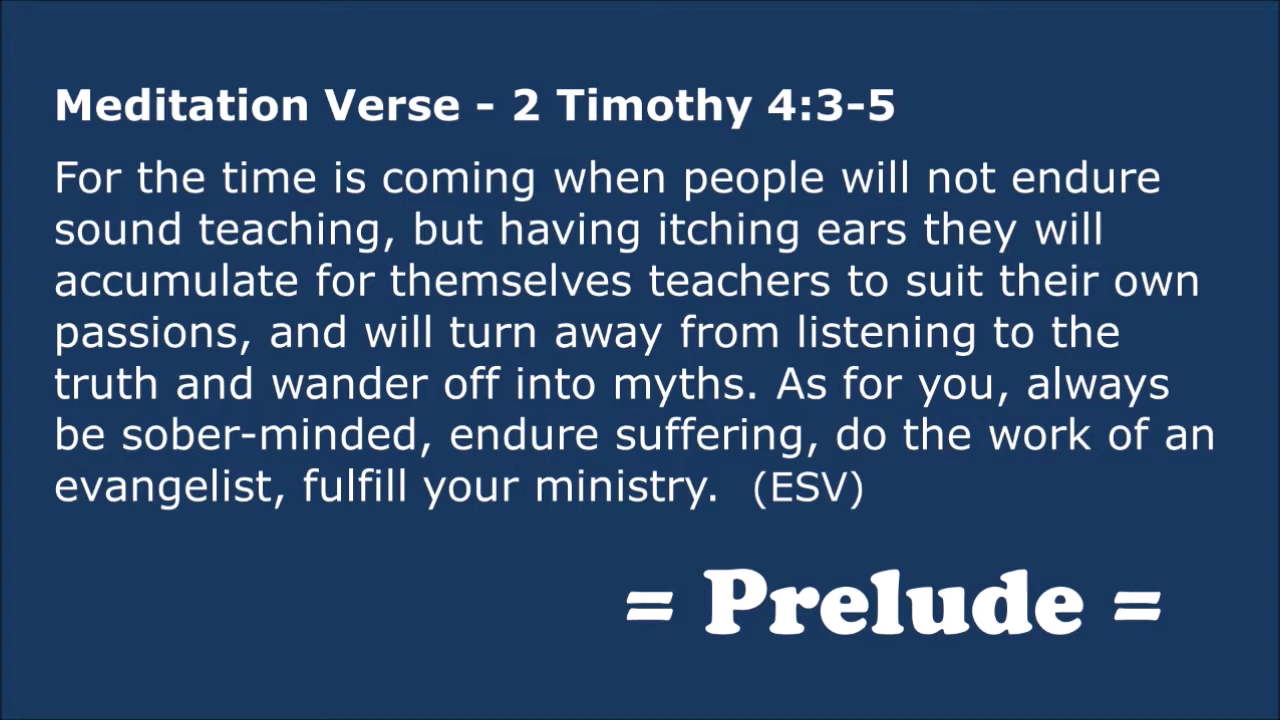 Meditation Verse - 2 Timothy 4:3-5
For the time is coming when people will not endure
sound teaching, but having itching ears they will
accumulate for themselves teachers to suit their own
passions, and will turn away from listening to the
truth and wander off into myths. As for you, always
be sober-minded, endure suffering, do the work of an
evangelist, fulfill your ministry.  (ESV)
= Prelude =